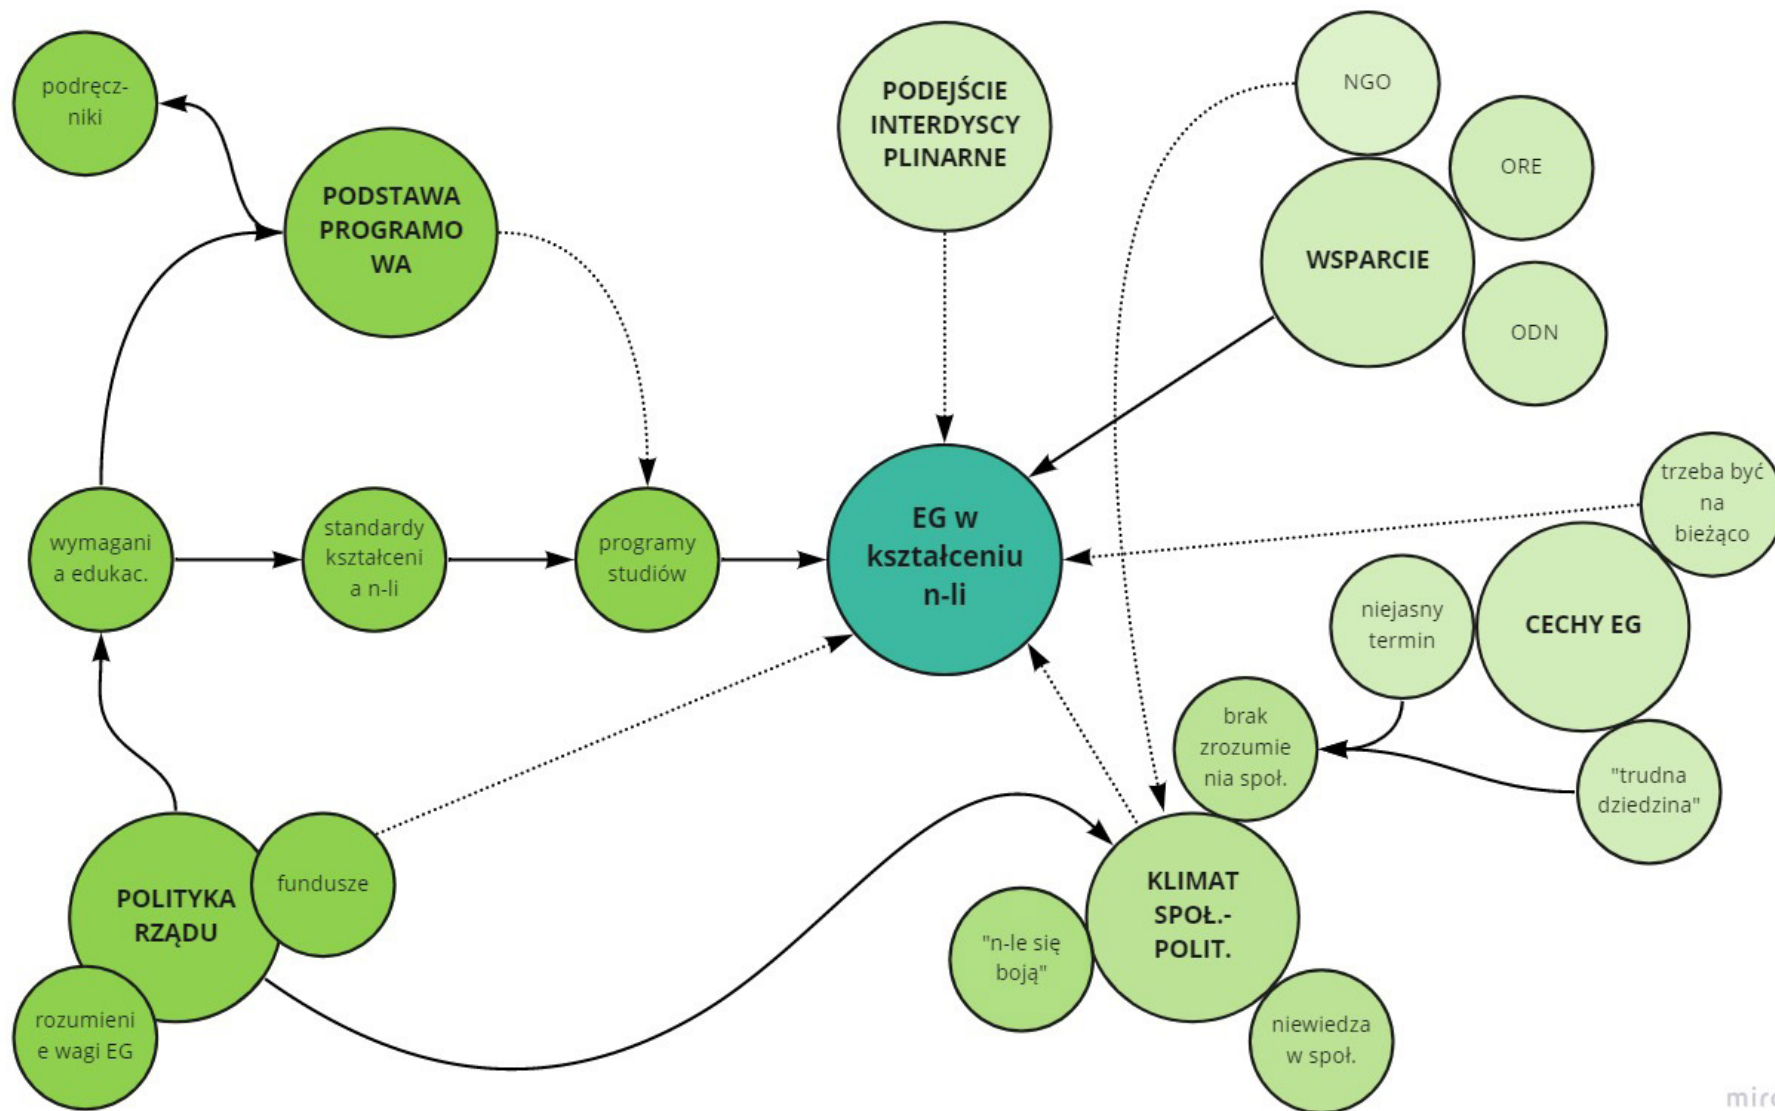 podręcz-
niki
PODSTAWA
PROGRAMO
WA
PODEJŚCIE
INTERDYSCY
PLINARNE
NGO
ORE
WSPARCIE
ODN
wymagani
a edukac.
standardy
kształceni
a n-li
programy
studiów
EG w
kształceniu
n-li
trzeba być
na
bieżąco
niejasny
termin
CECHY EG
brak
zrozumie
nia społ.
"trudna
dziedzina"
POLITYKA
RZĄDU
fundusze
rozumieni
e wagi EG
KLIMAT
SPOŁ.-
POLIT.
"n-le się
boją"
niewiedza
w społ.
miro